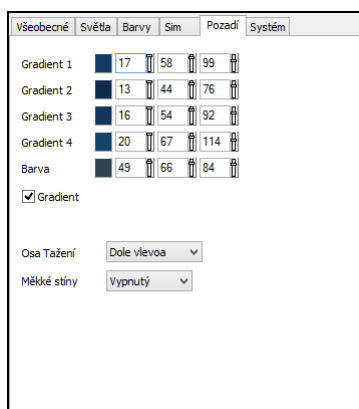 Všeobecné Světla Barvy Sim Pozadí Systém
Gradient 1 17 58 99
Gradient 2 13 44 76
Gradient 3 16 54 92
Gradient 4 20 67 114
Barva 49 66 84
Gradient
Osa Tažení Dole vlevoa
Měkké stíny Vypnutý